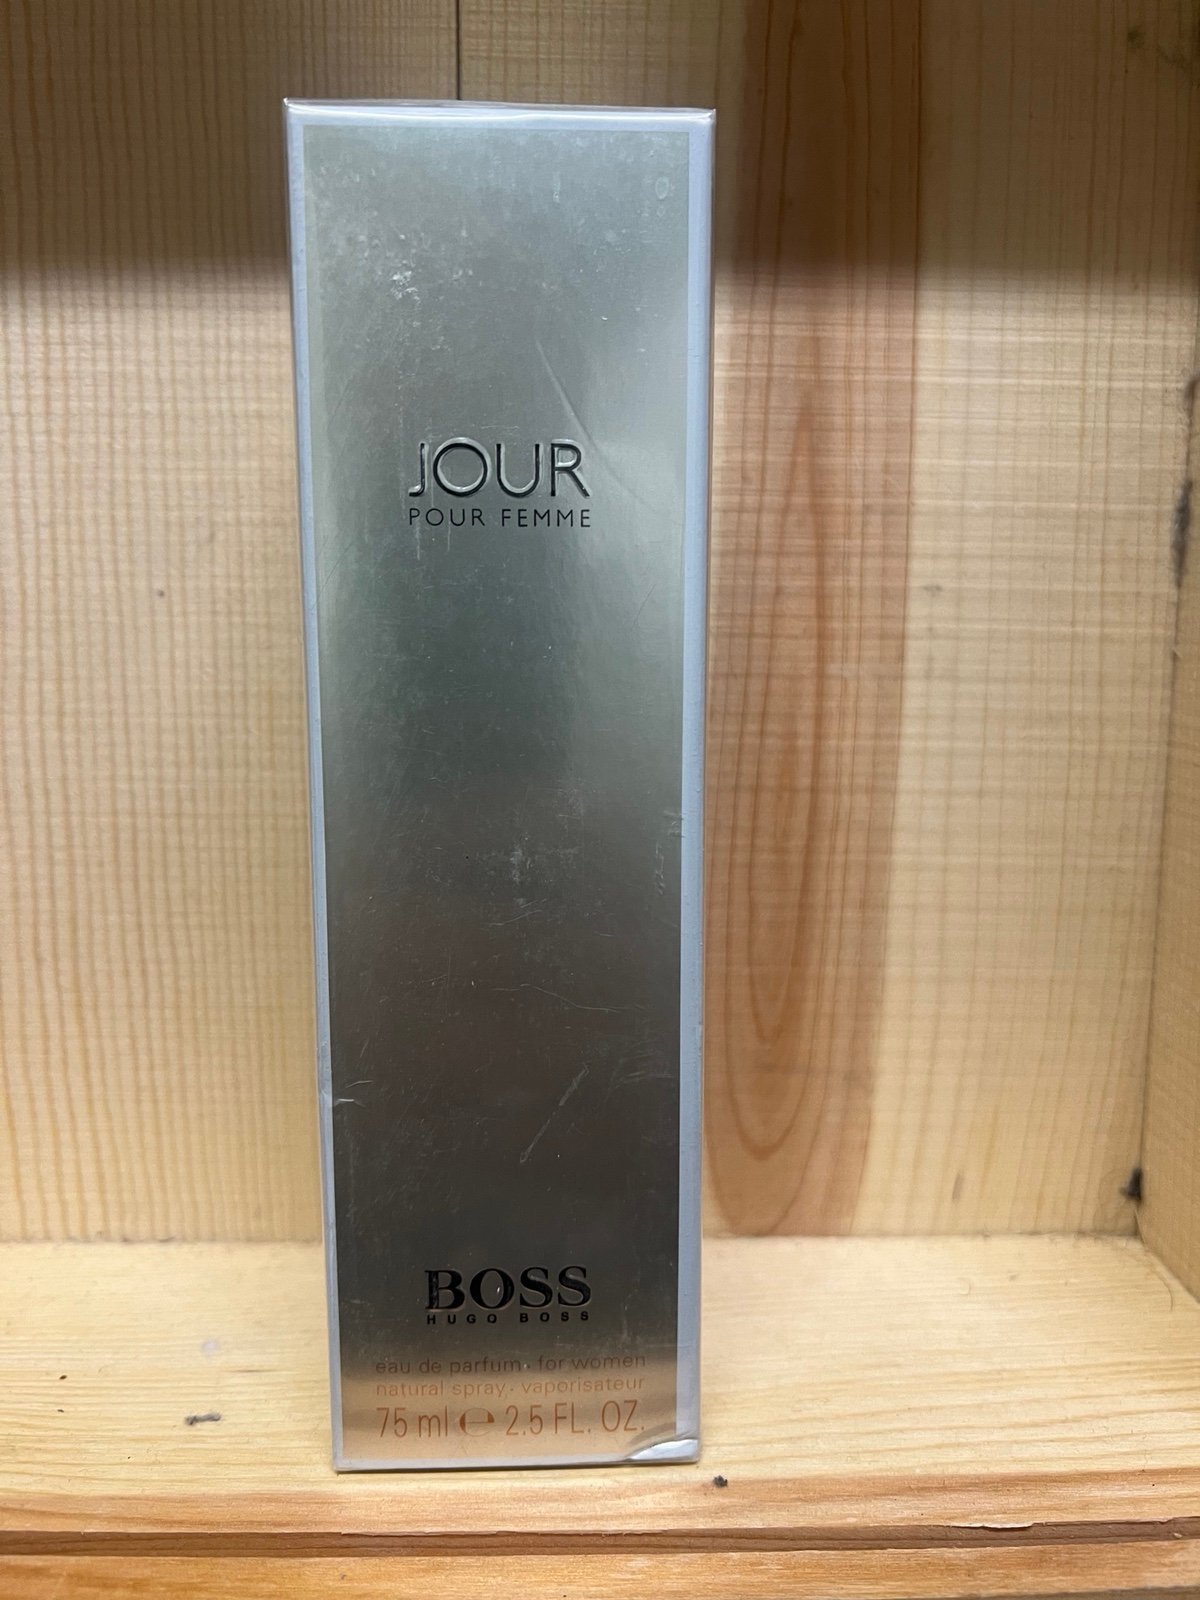 JOUR
POUR FEMME
BOSS
HUGO BOSS
eau de parfum · for women
natural spray · vaporisateur
75 ml ℮ 2.5 FL. OZ.